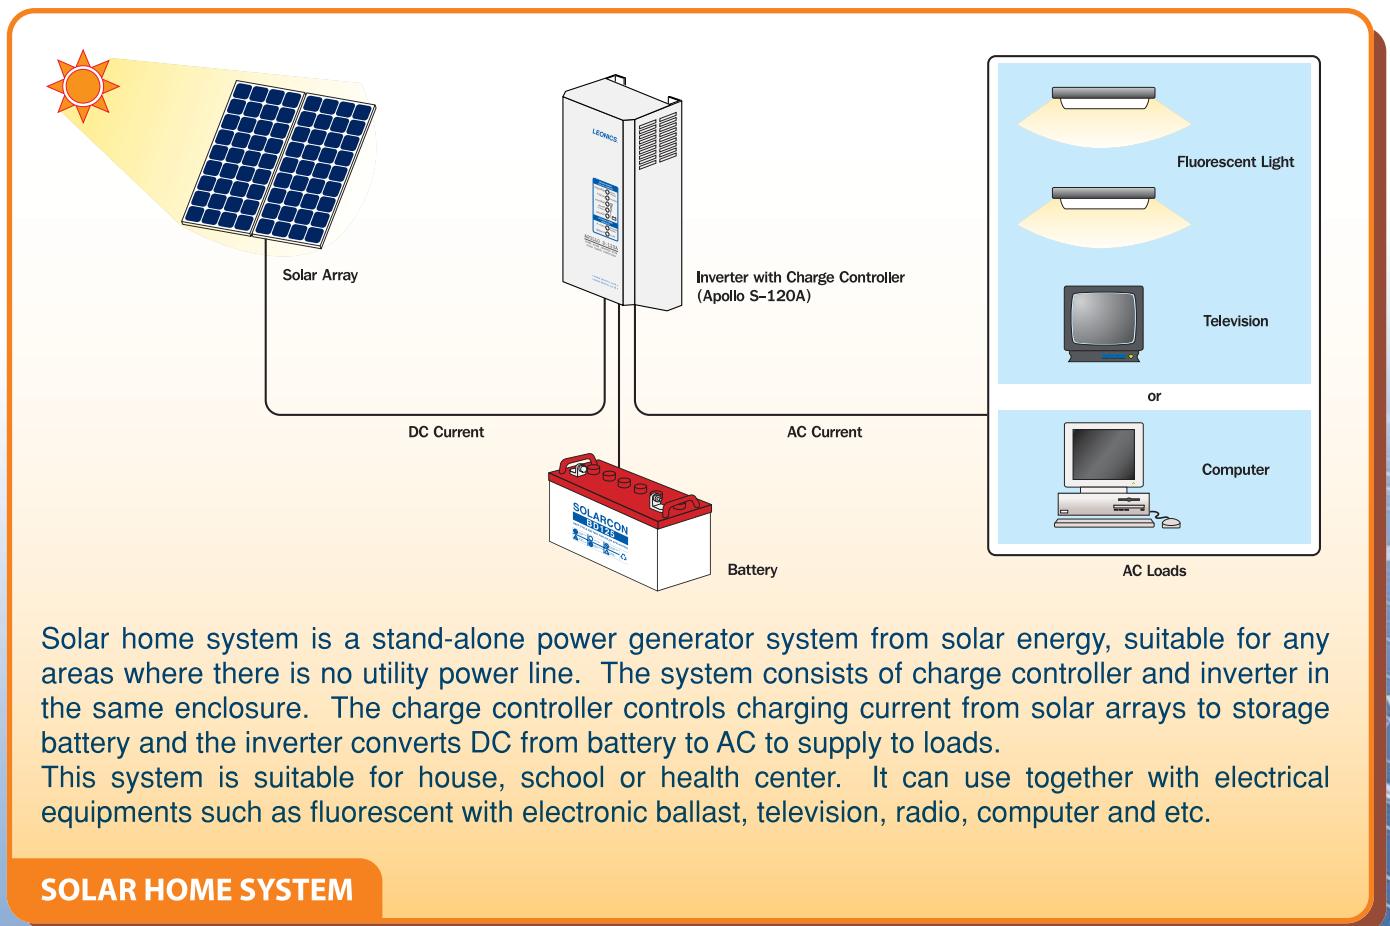 LEONICS
APOLLO S-120A
Solar Array
Inverter with Charge Controller
(Apollo S-120A)
DC Current
AC Current
SOLARCON
BD125
Battery
Fluorescent Light
Television
or
Computer
AC Loads
Solar home system is a stand-alone power generator system from solar energy, suitable for any
areas where there is no utility power line. The system consists of charge controller and inverter in
the same enclosure. The charge controller controls charging current from solar arrays to storage
battery and the inverter converts DC from battery to AC to supply to loads.
This system is suitable for house, school or health center. It can use together with electrical
equipments such as fluorescent with electronic ballast, television, radio, computer and etc.
SOLAR HOME SYSTEM